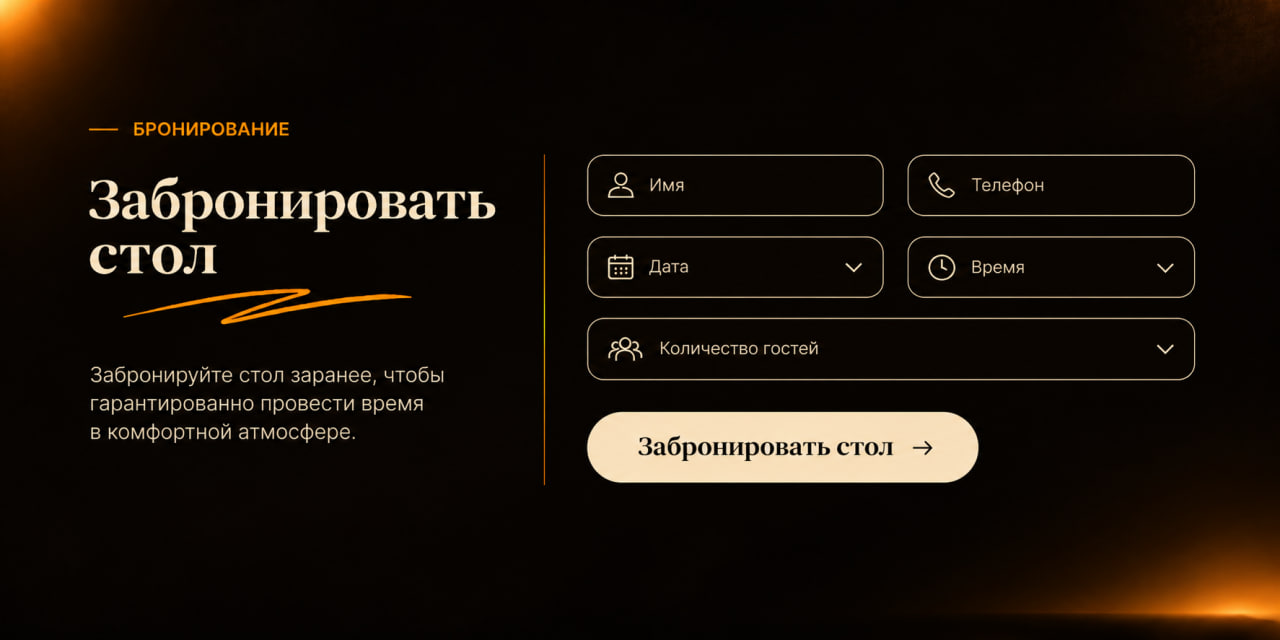 БРОНИРОВАНИЕ
Забронировать
стол
Забронируйте стол заранее, чтобы
гарантированно провести время
в комфортной атмосфере.
Имя
Телефон
Дата
Время
Количество гостей
Забронировать стол →